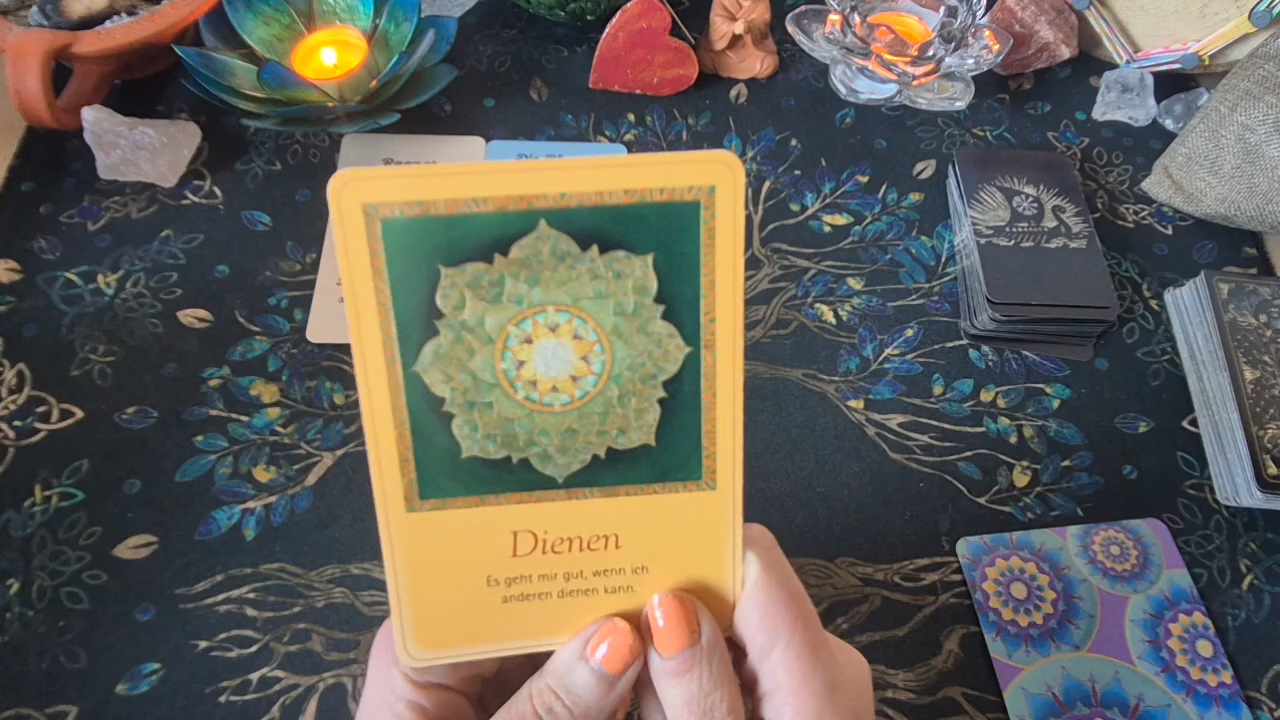 Dienen
Es geht mir gut, wenn ich
anderen dienen kann.